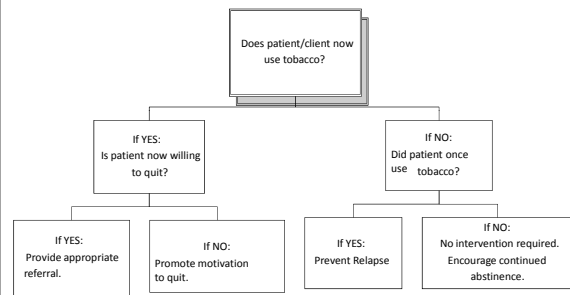 Does patient/client now
use tobacco?
If YES:
Is patient now willing
to quit?
If NO:
Did patient once
use tobacco?
If YES:
Provide appropriate
referral.
If NO:
Promote motivation
to quit.
If YES:
Prevent Relapse
If NO:
No intervention required.
Encourage continued
abstinence.